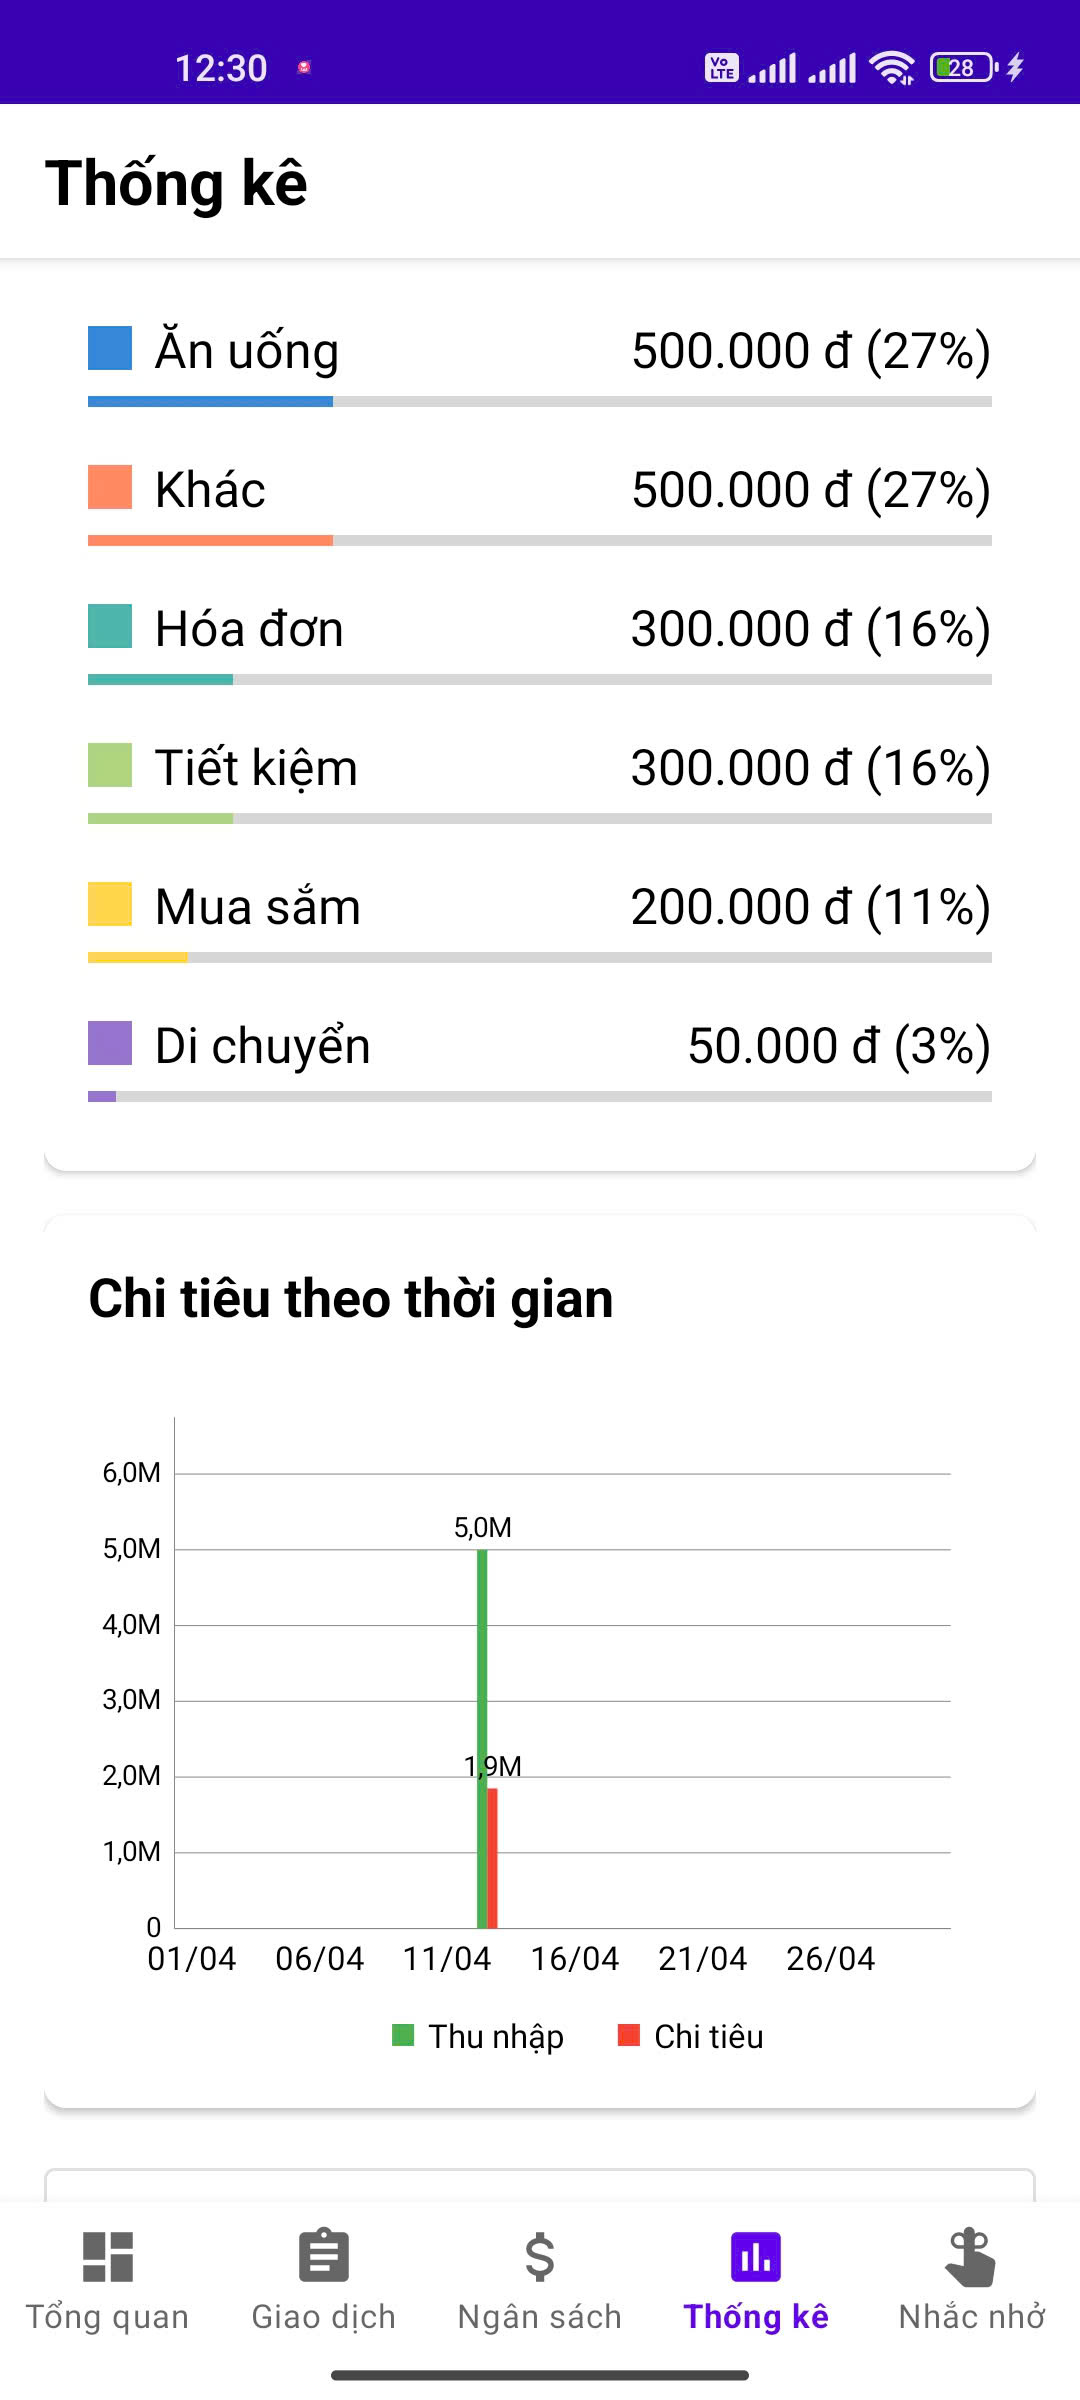 12:30
Vo LTE
28
Thống kê
Ăn uống 500.000 đ (27%)
Khác 500.000 đ (27%)
Hóa đơn 300.000 đ (16%)
Tiết kiệm 300.000 đ (16%)
Mua sắm 200.000 đ (11%)
Di chuyển 50.000 đ (3%)
Chi tiêu theo thời gian
6,0M
5,0M
5,0M
4,0M
3,0M
1,9M
2,0M
1,0M
0
01/04 06/04 11/04 16/04 21/04 26/04
Thu nhập Chi tiêu
Tổng quan Giao dịch Ngân sách Thống kê Nhắc nhở